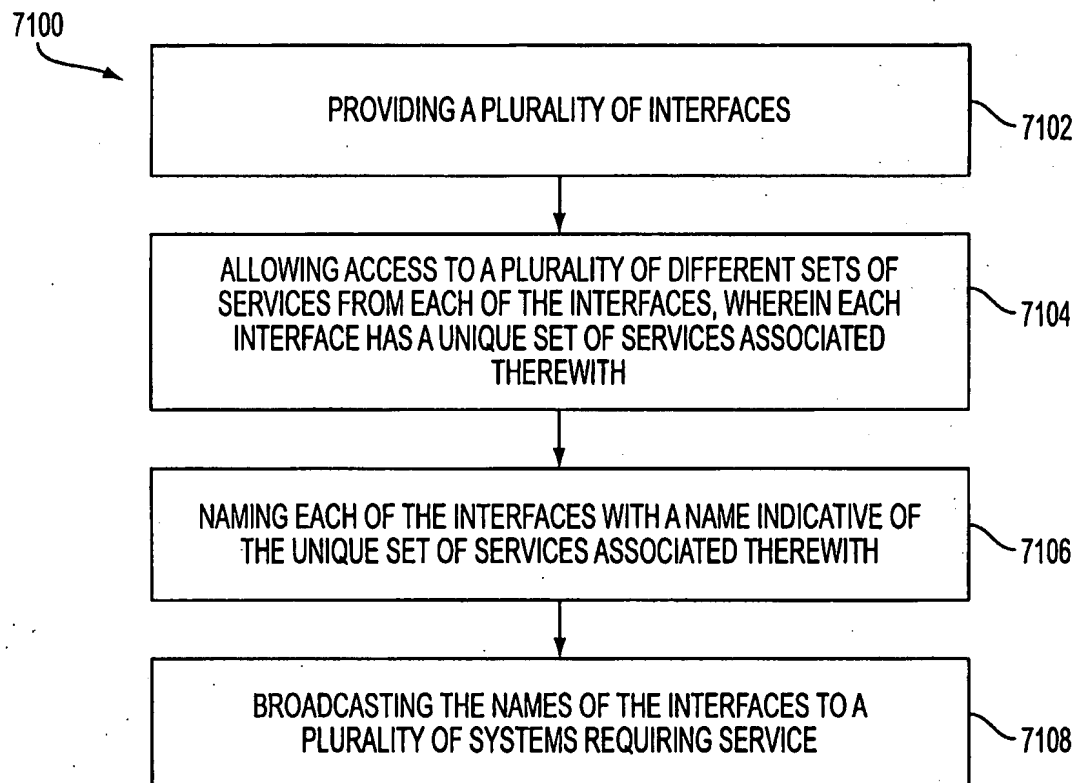 7100
PROVIDING A PLURALITY OF INTERFACES
7102
ALLOWING ACCESS TO A PLURALITY OF DIFFERENT SETS OF
SERVICES FROM EACH OF THE INTERFACES, WHEREIN EACH
INTERFACE HAS A UNIQUE SET OF SERVICES ASSOCIATED
THEREWITH
7104
NAMING EACH OF THE INTERFACES WITH A NAME INDICATIVE OF
THE UNIQUE SET OF SERVICES ASSOCIATED THEREWITH
7106
BROADCASTING THE NAMES OF THE INTERFACES TO A
PLURALITY OF SYSTEMS REQUIRING SERVICE
7108